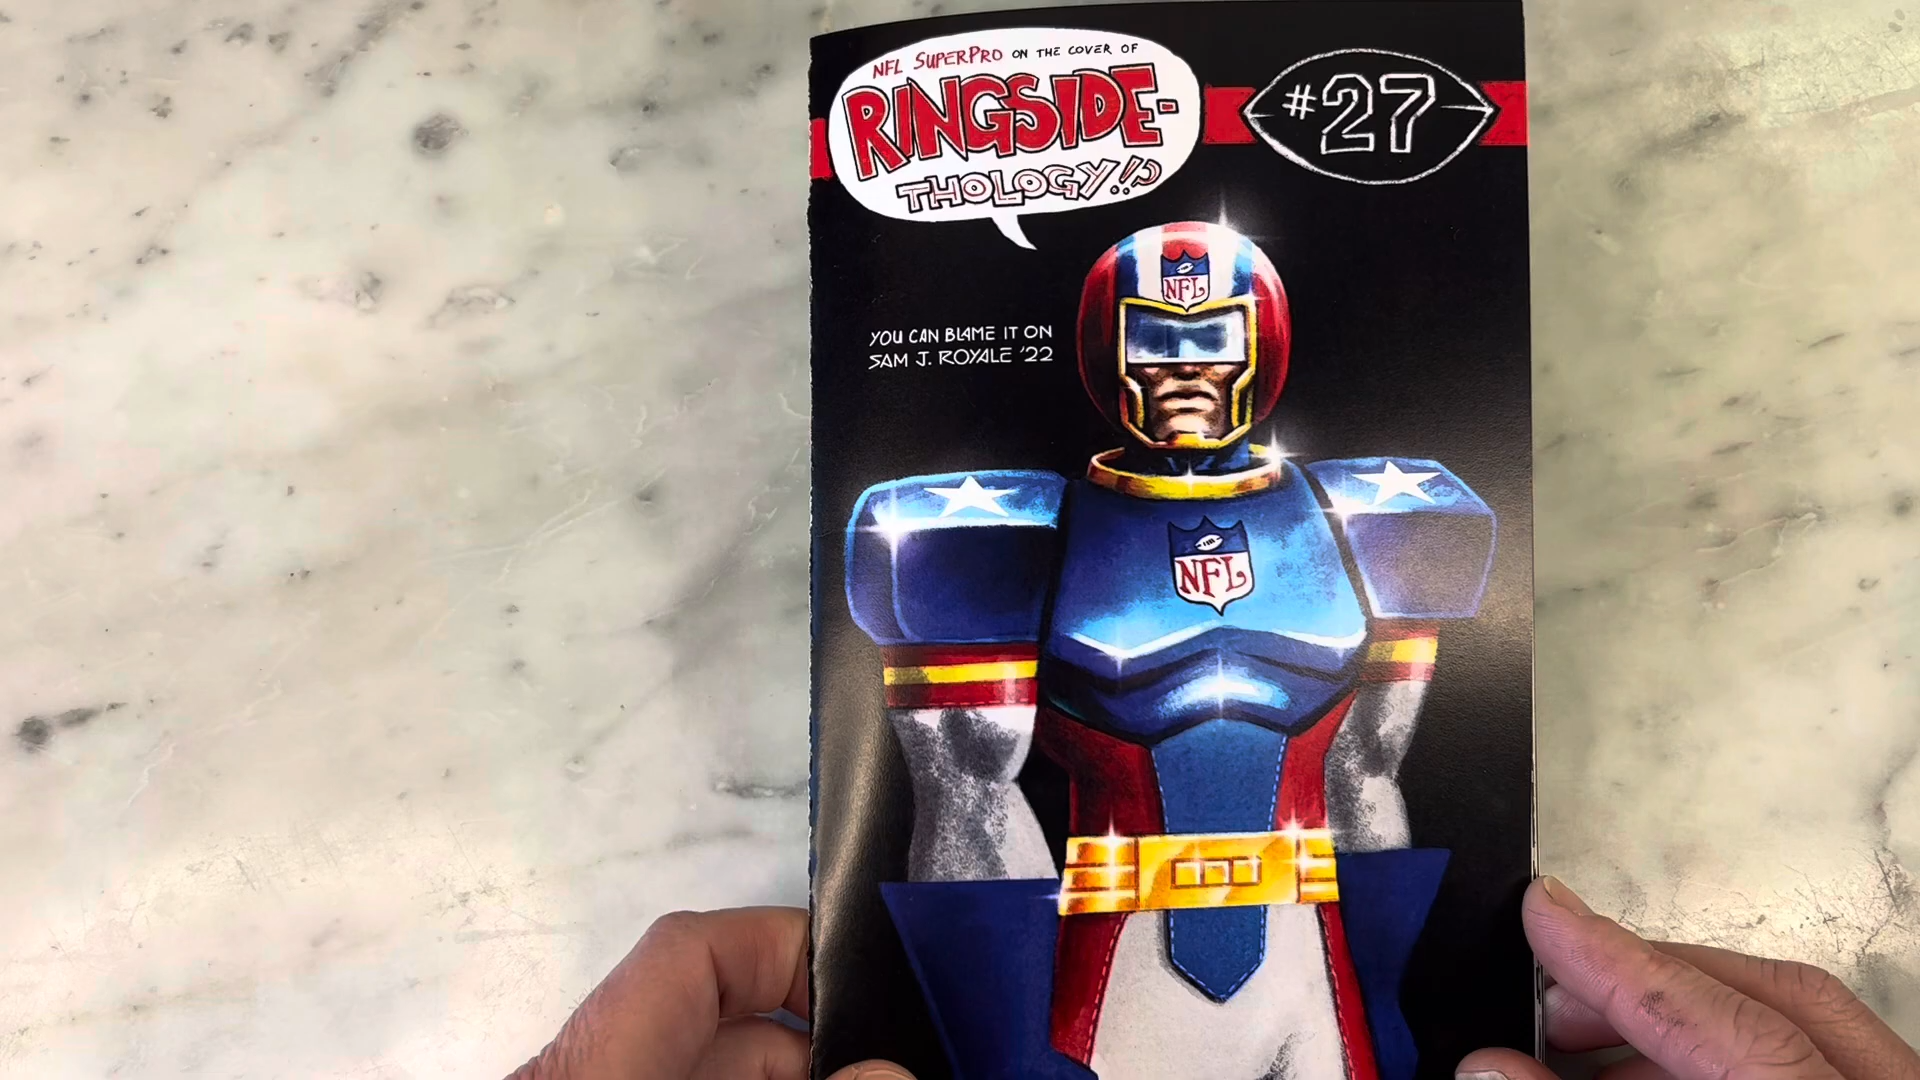 NFL SUPERPRO ON THE COVER OF
RINGSIDE-
THOLOGY!!?
#27
NFL
YOU CAN BLAME IT ON
SAM J. ROYALE '22
NFL